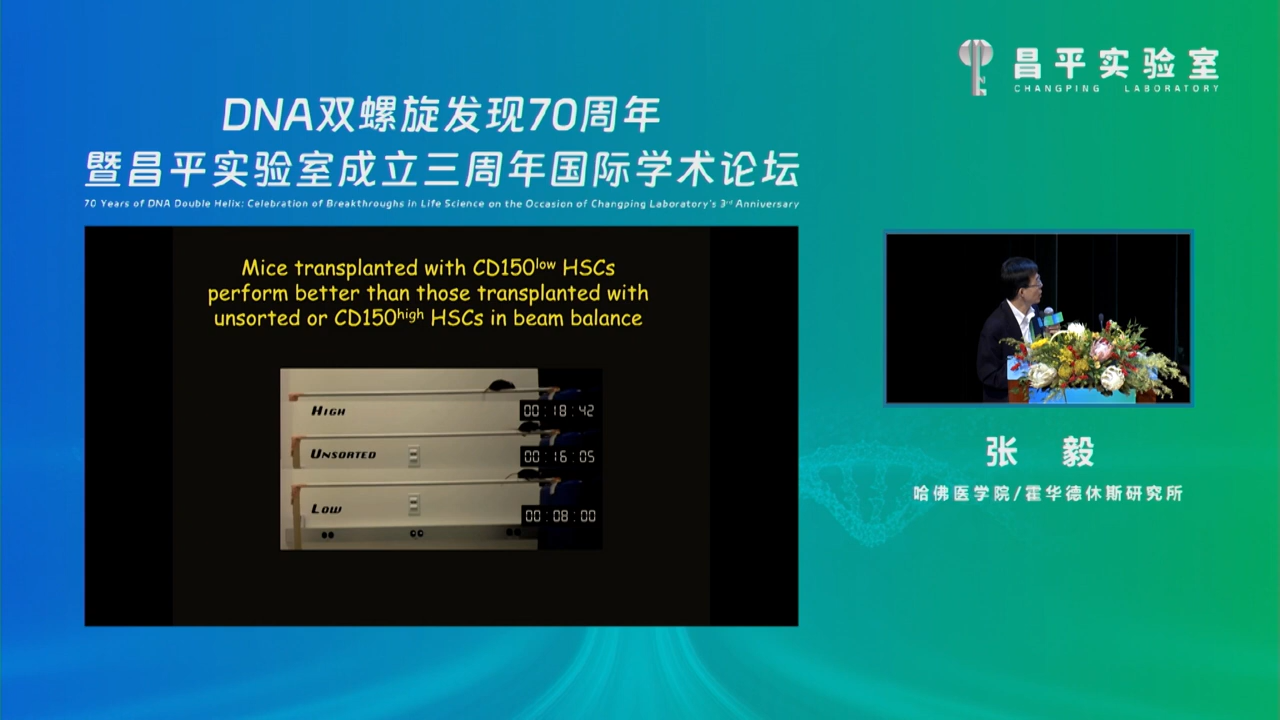 昌平实验室
CHANGPING LABORATORY
DNA双螺旋发现70周年
暨昌平实验室成立三周年国际学术论坛
70 Years of DNA Double Helix: Celebration of Breakthroughs in Life Science on the Occasion of Changping Laboratory's 3rd Anniversary
Mice transplanted with CD150low HSCs
perform better than those transplanted with
unsorted or CD150high HSCs in beam balance
HIGH
00:18:42
UNSORTED
00:16:05
LOW
00:08:00
张 毅
哈佛医学院/霍华德休斯研究所